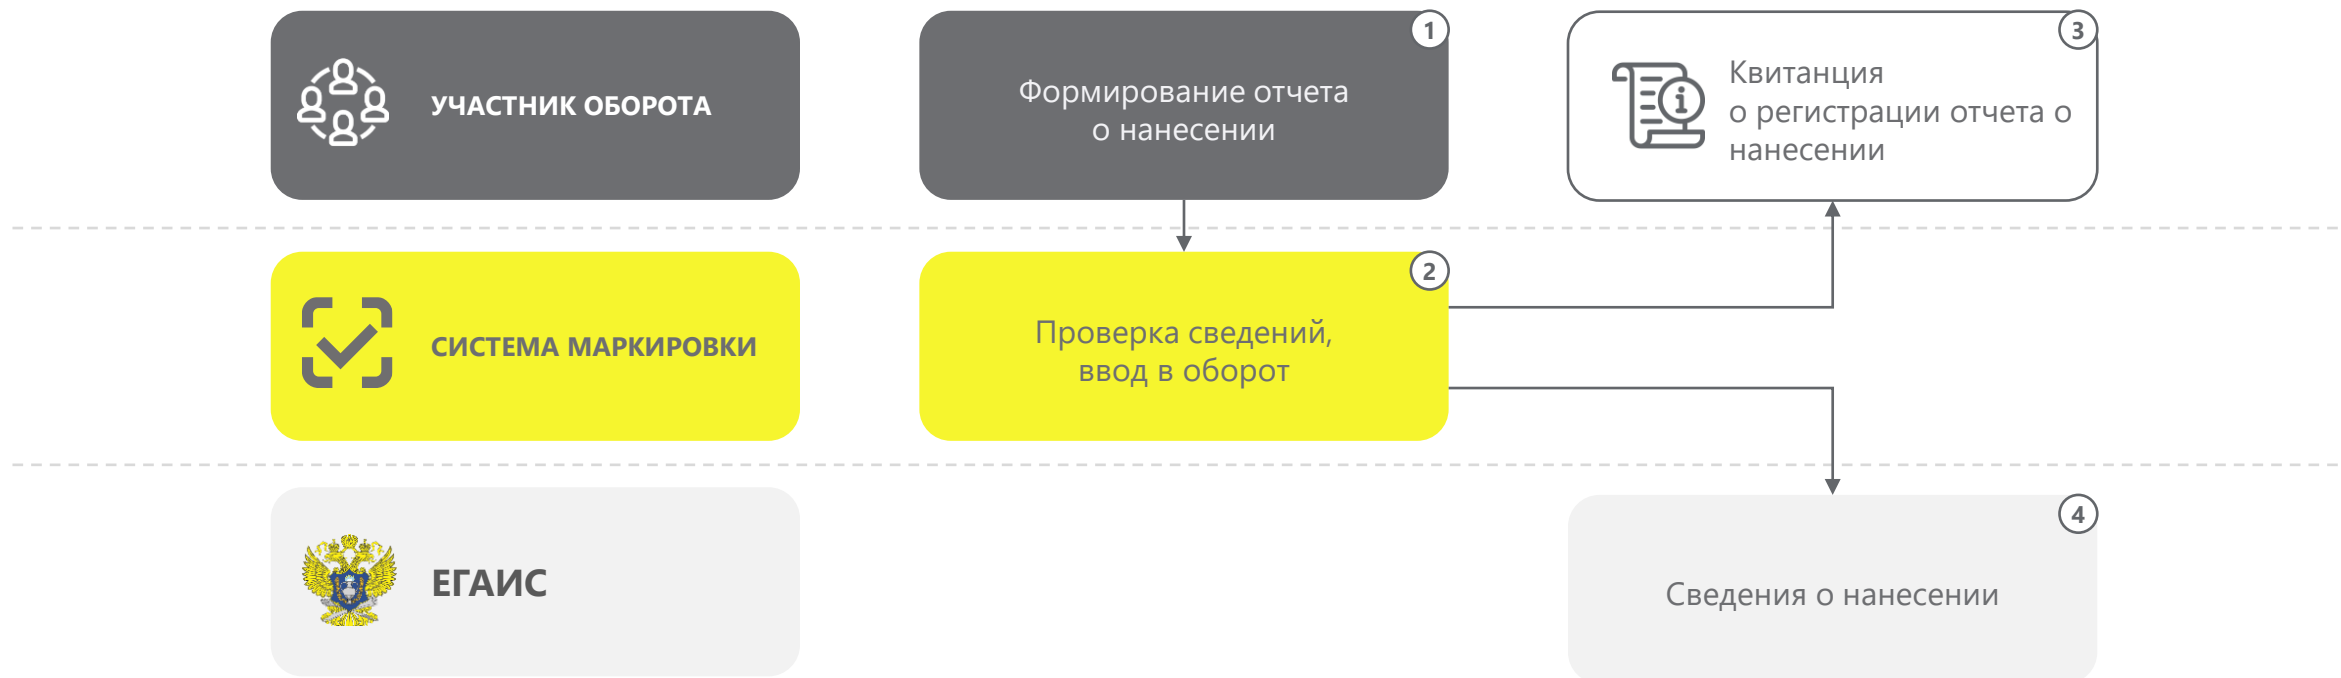 УЧАСТНИК ОБОРОТА
1
Формирование отчета
о нанесении
3
Квитанция
о регистрации отчета о
нанесении
СИСТЕМА МАРКИРОВКИ
2
Проверка сведений,
ввод в оборот
ЕГАИС
4
Сведения о нанесении